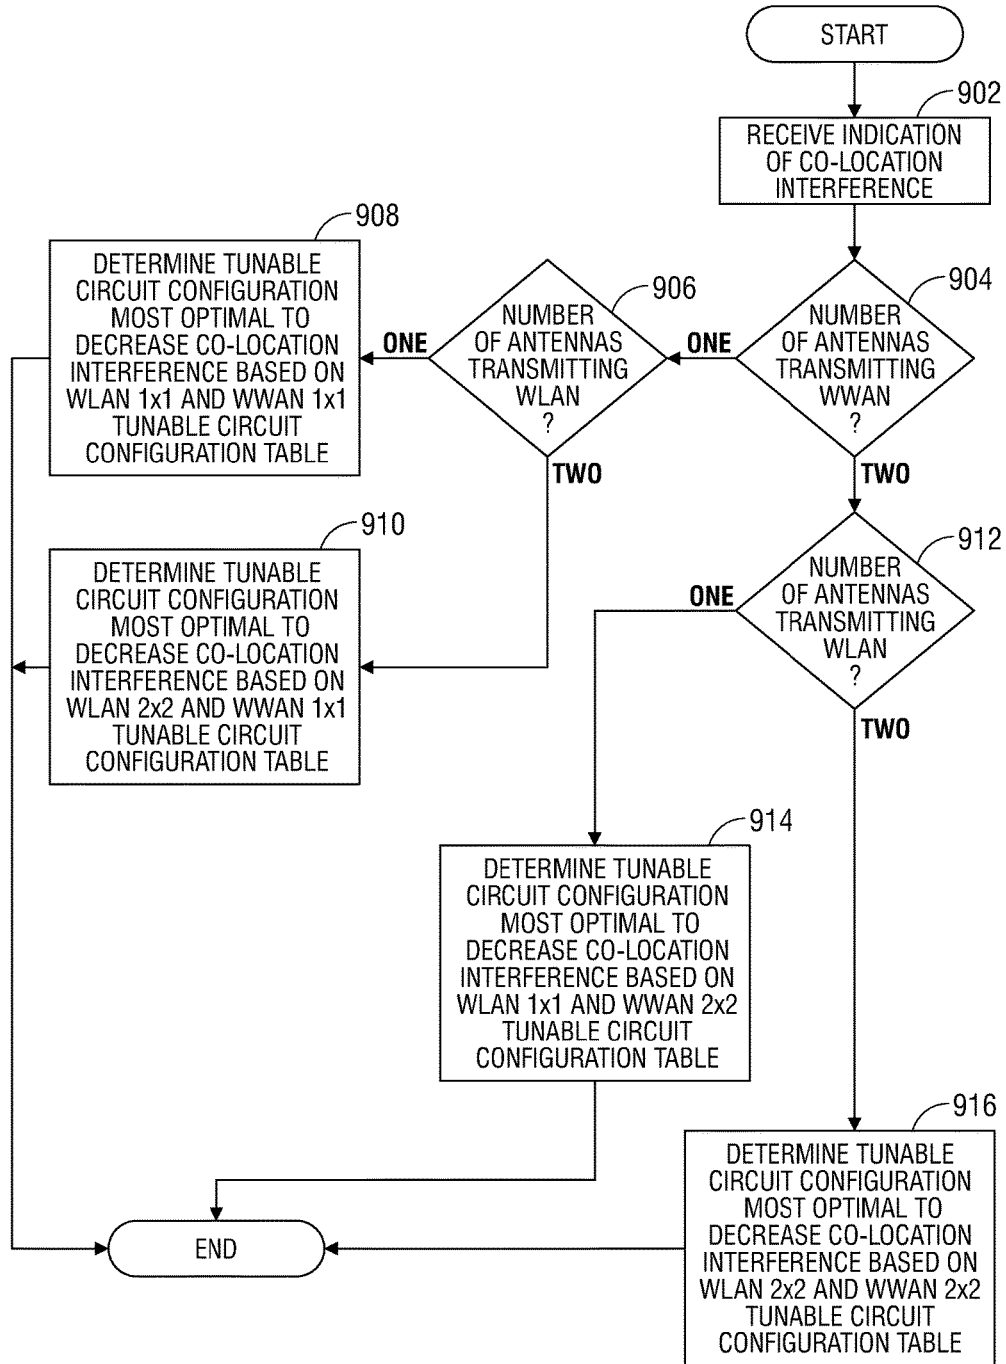 START
902
RECEIVE INDICATION
OF CO-LOCATION
INTERFERENCE
904
NUMBER
OF ANTENNAS
TRANSMITTING
WWAN
?
ONE
TWO
906
NUMBER
OF ANTENNAS
TRANSMITTING
WLAN
?
ONE
TWO
908
DETERMINE TUNABLE
CIRCUIT CONFIGURATION
MOST OPTIMAL TO
DECREASE CO-LOCATION
INTERFERENCE BASED ON
WLAN 1x1 AND WWAN 1x1
TUNABLE CIRCUIT
CONFIGURATION TABLE
910
DETERMINE TUNABLE
CIRCUIT CONFIGURATION
MOST OPTIMAL TO
DECREASE CO-LOCATION
INTERFERENCE BASED ON
WLAN 2x2 AND WWAN 1x1
TUNABLE CIRCUIT
CONFIGURATION TABLE
912
NUMBER
OF ANTENNAS
TRANSMITTING
WLAN
?
ONE
TWO
914
DETERMINE TUNABLE
CIRCUIT CONFIGURATION
MOST OPTIMAL TO
DECREASE CO-LOCATION
INTERFERENCE BASED ON
WLAN 1x1 AND WWAN 2x2
TUNABLE CIRCUIT
CONFIGURATION TABLE
916
DETERMINE TUNABLE
CIRCUIT CONFIGURATION
MOST OPTIMAL TO
DECREASE CO-LOCATION
INTERFERENCE BASED ON
WLAN 2x2 AND WWAN 2x2
TUNABLE CIRCUIT
CONFIGURATION TABLE
END